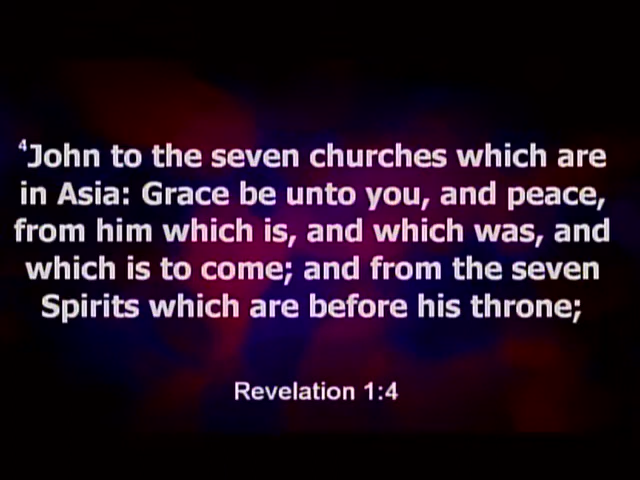 ⁴John to the seven churches which are
in Asia: Grace be unto you, and peace,
from him which is, and which was, and
which is to come; and from the seven
Spirits which are before his throne;
Revelation 1:4